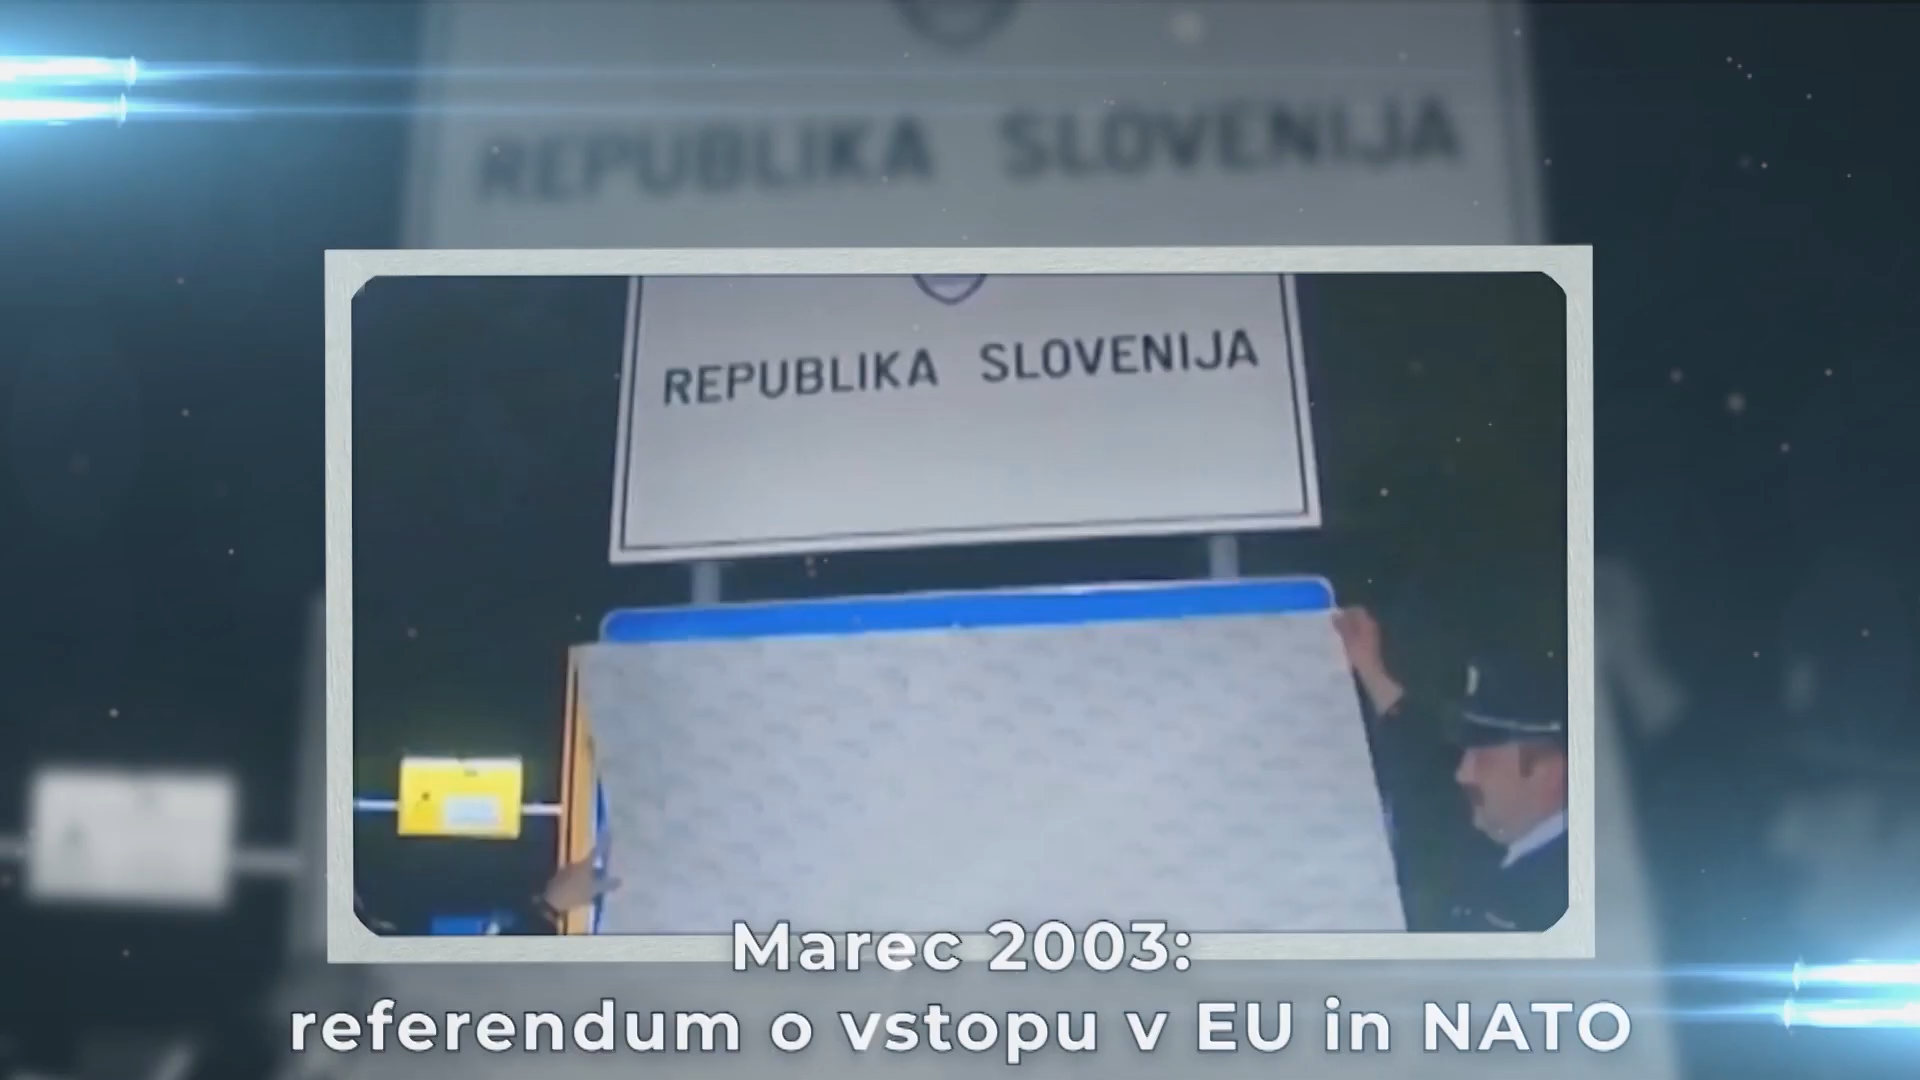 REPUBLIKA SLOVENIJA
REPUBLIKA SLOVENIJA
Marec 2003:
referendum o vstopu v EU in NATO